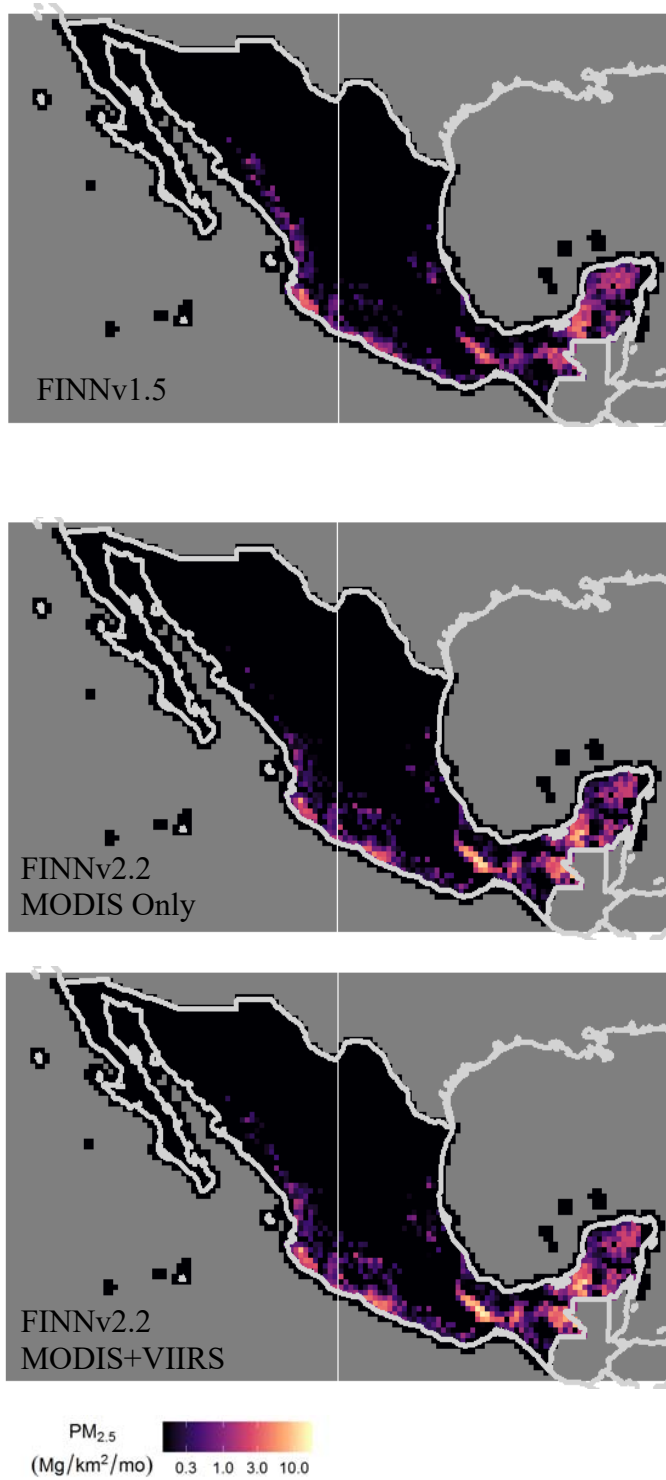 FINNv1.5
FINNv2.2
MODIS Only
FINNv2.2
MODIS+VIIRS
PM2.5
(Mg/km²/mo)
0.3 1.0 3.0 10.0